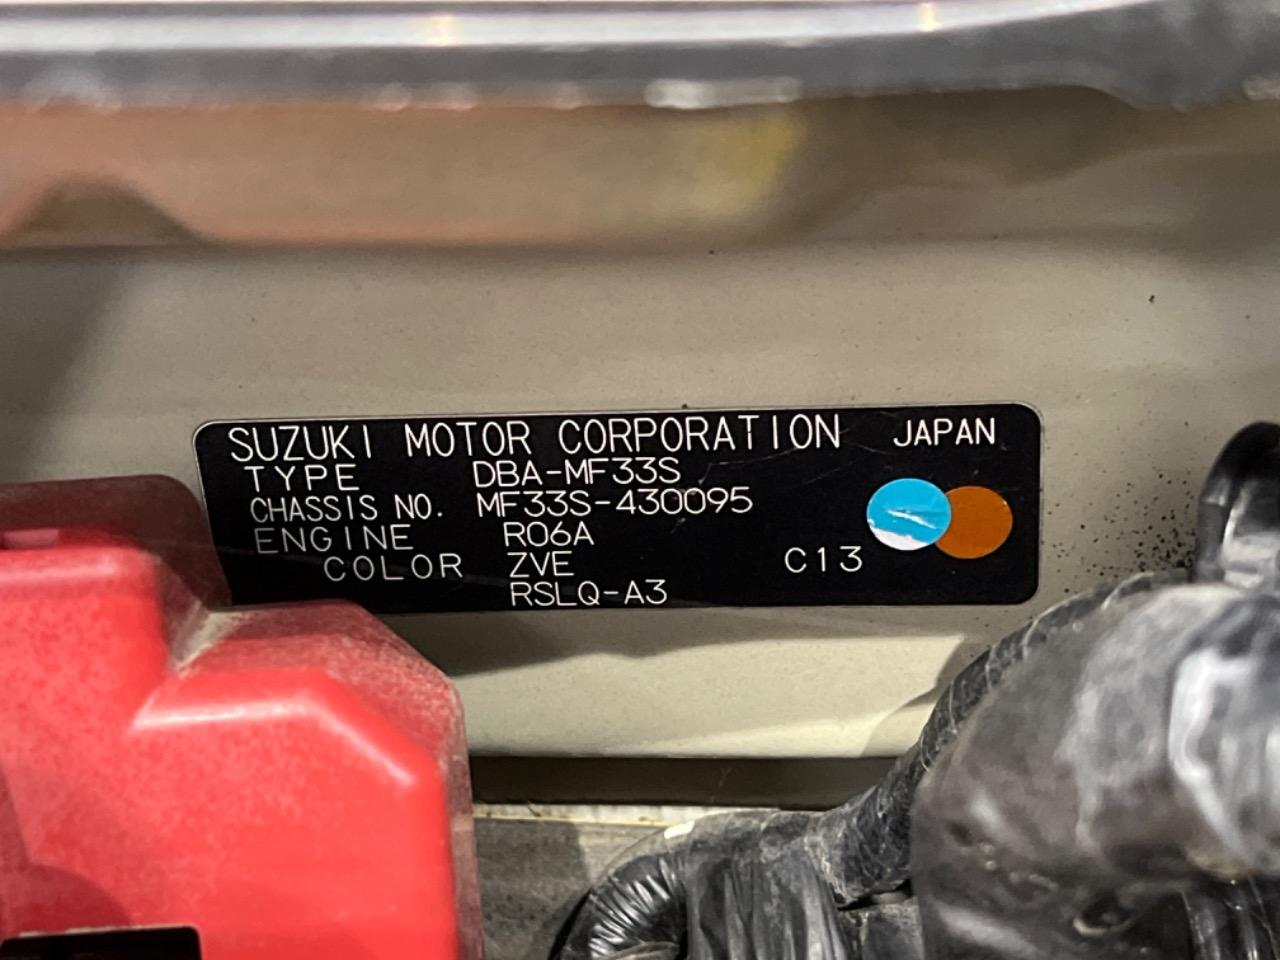 SUZUKI MOTOR CORPORATION JAPAN
TYPE DBA-MF33S
CHASSIS NO. MF33S-430095
ENGINE R06A
COLOR ZVE C13
RSLQ-A3